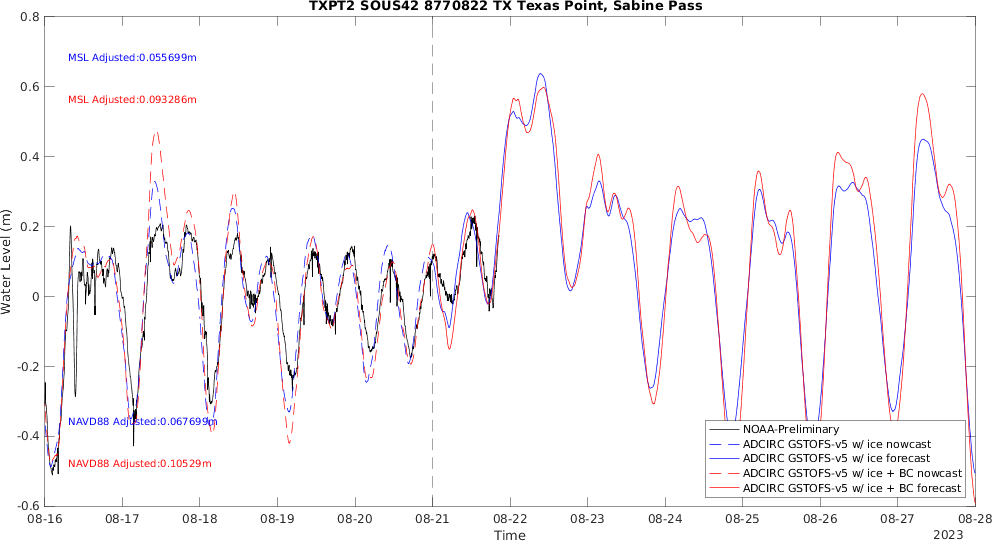 TXPT2 SOUS42 8770822 TX Texas Point, Sabine Pass
0.8
MSL Adjusted:0.055699m
0.6
MSL Adjusted:0.093286m
0.4
0.2
Water Level (m)
0
-0.2
NAVD88 Adjusted:0.067699m
NOAA-Preliminary
-0.4
ADCIRC GSTOFS-v5 w/ ice nowcast
ADCIRC GSTOFS-v5 w/ ice forecast
NAVD88 Adjusted:0.10529m
ADCIRC GSTOFS-v5 w/ ice + BC nowcast
ADCIRC GSTOFS-v5 w/ ice + BC forecast
-0.6
08-16 08-17 08-18 08-19 08-20 08-21 08-22 08-23 08-24 08-25 08-26 08-27 08-28
Time
2023